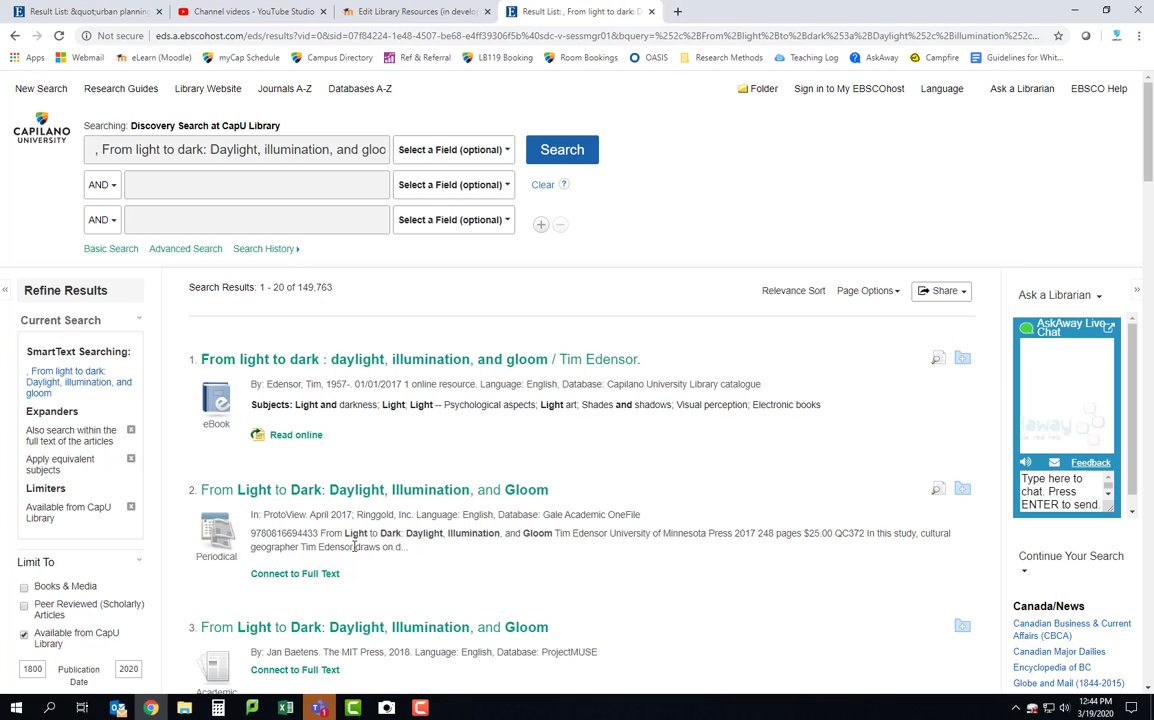 Result List: &quot;urban planning
Channel videos - YouTube Studio
Edit Library Resources (in develo
Result List: , From light to dark: D
Not secure
eds.a.ebscohost.com/eds/results?vid=0&sid=07f84224-1e48-4507-be68-e4ff39306f5b%40sdc-v-sessmgr01&bquery=%252c%2BFrom%2Blight%2Bto%2Bdark%253a%2BDaylight%252c%2Billumination%252c...
Apps
Webmail
eLearn (Moodle)
myCap Schedule
Campus Directory
Ref & Referral
LB119 Booking
Room Bookings
OASIS
Research Methods
Teaching Log
AskAway
Campfire
Guidelines for Whit...
New Search
Research Guides
Library Website
Journals A-Z
Databases A-Z
Folder
Sign in to My EBSCOhost
Language
Ask a Librarian
EBSCO Help
CAPILANO
UNIVERSITY
Searching: Discovery Search at CapU Library
, From light to dark: Daylight, illumination, and gloo
Select a Field (optional)
Search
AND
Select a Field (optional)
Clear ?
AND
Select a Field (optional)
Basic Search
Advanced Search
Search History
«
Refine Results
Current Search
SmartText Searching:
, From light to dark:
Daylight, illumination, and
gloom
Expanders
Also search within the
full text of the articles
Apply equivalent
subjects
Limiters
Available from CapU
Library
Limit To
Books & Media
Peer Reviewed (Scholarly)
Articles
Available from CapU
Library
1800 Publication 2020
Date
Search Results: 1 - 20 of 149,763
Relevance Sort
Page Options
Share
1. From light to dark : daylight, illumination, and gloom / Tim Edensor.
By: Edensor, Tim, 1957-. 01/01/2017 1 online resource. Language: English, Database: Capilano University Library catalogue
Subjects: Light and darkness; Light; Light -- Psychological aspects; Light art; Shades and shadows; Visual perception; Electronic books
eBook
Read online
2. From Light to Dark: Daylight, Illumination, and Gloom
In: ProtoView. April 2017; Ringgold, Inc. Language: English, Database: Gale Academic OneFile
9780816694433 From Light to Dark: Daylight, Illumination, and Gloom Tim Edensor University of Minnesota Press 2017 248 pages $25.00 QC372 In this study, cultural
geographer Tim Edensor draws on d...
Periodical
Connect to Full Text
3. From Light to Dark: Daylight, Illumination, and Gloom
By: Jan Baetens. The MIT Press, 2018. Language: English, Database: ProjectMUSE
Connect to Full Text
Academic
»
Ask a Librarian
AskAway Live
Chat
away
Feedback
Type here to
chat. Press
ENTER to send.
Continue Your Search
Canada/News
Canadian Business & Current
Affairs (CBCA)
Canadian Major Dailies
Encyclopedia of BC
Globe and Mail (1844-2015)
12:44 PM
3/19/2020